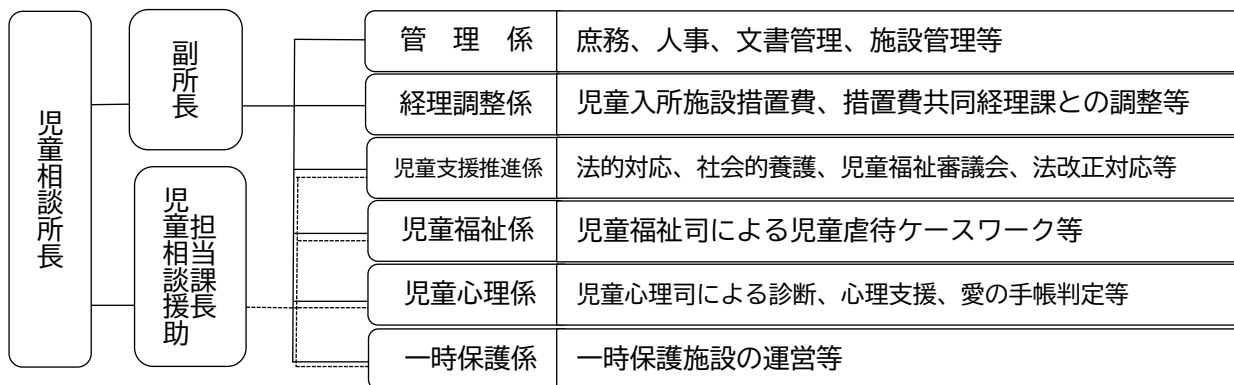 児童相談所長
副所長
児童相談援助
担当課長
管　理　係　庶務、人事、文書管理、施設管理等
経理調整係　児童入所施設措置費、措置費共同経理課との調整等
児童支援推進係　法的対応、社会的養護、児童福祉審議会、法改正対応等
児童福祉係　児童福祉司による児童虐待ケースワーク等
児童心理係　児童心理司による診断、心理支援、愛の手帳判定等
一時保護係　一時保護施設の運営等